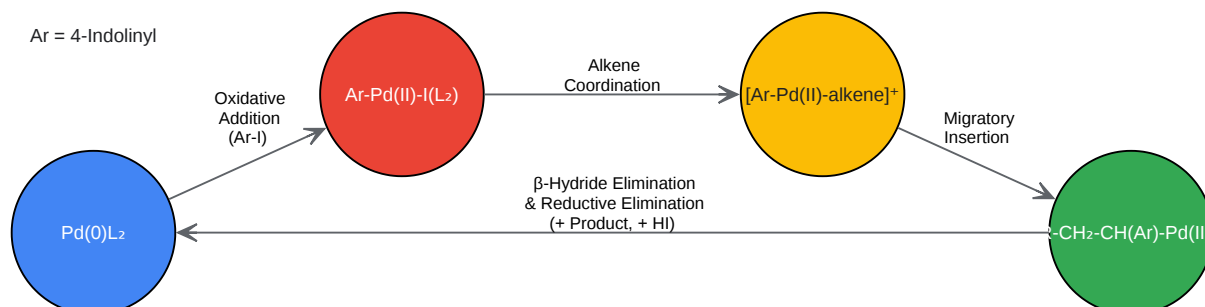 Ar = 4-Indolinyl
Ar-Pd(II)-I(L₂)
Alkene
Coordination
[Ar-Pd(II)-alkene]⁺
Oxidative
Addition
(Ar-I)
Migratory
Insertion
β-Hydride Elimination
& Reductive Elimination
(+ Product, + HI)
Pd(0)L₂
-CH₂-CH(Ar)-Pd(II